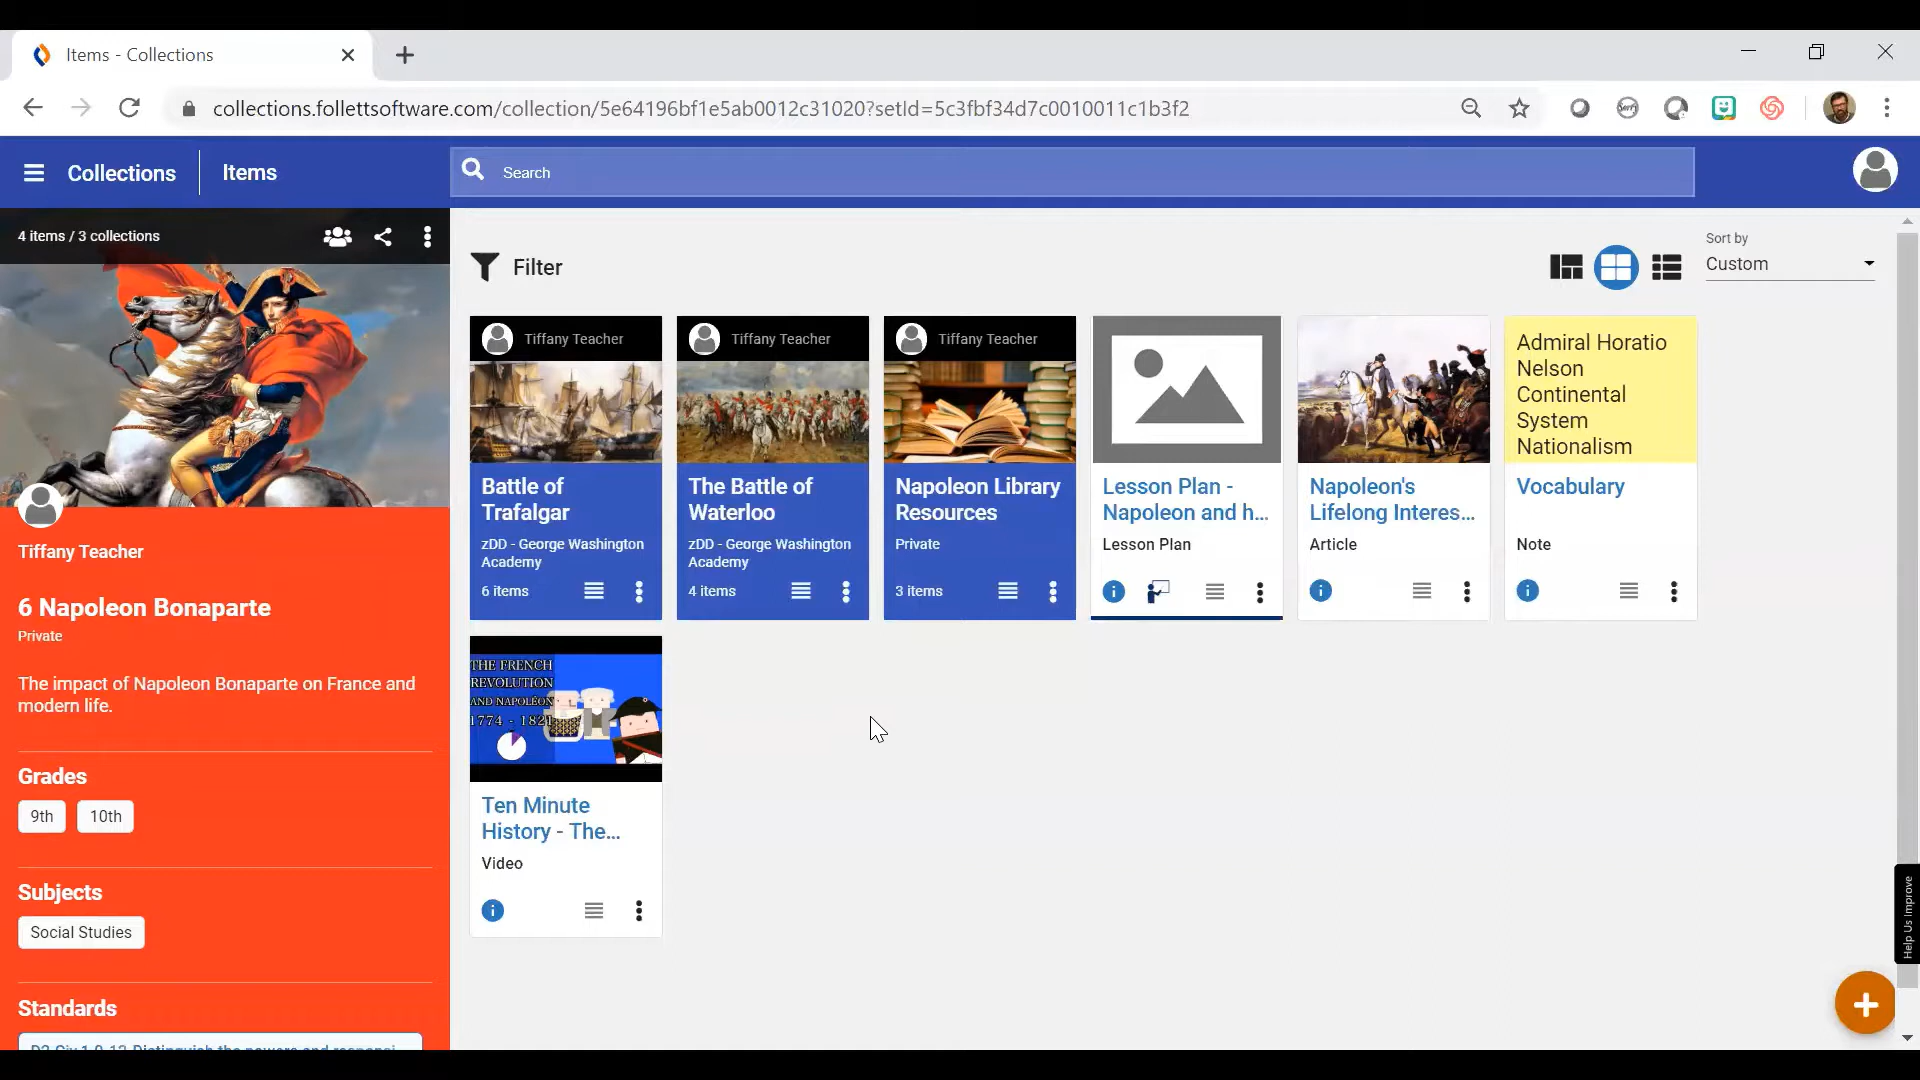 Items - Collections
collections.follettsoftware.com/collection/5e64196bf1e5ab0012c31020?setId=5c3fbf34d7c0010011c1b3f2
Collections
Items
Search
4 items / 3 collections
Filter
Sort by
Custom
Tiffany Teacher
6 Napoleon Bonaparte
Private
The impact of Napoleon Bonaparte on France and
modern life.
Grades
9th
10th
Subjects
Social Studies
Standards
Tiffany Teacher
Battle of
Trafalgar
zDD - George Washington
Academy
6 items
Tiffany Teacher
The Battle of
Waterloo
zDD - George Washington
Academy
4 items
Tiffany Teacher
Napoleon Library
Resources
Private
3 items
Lesson Plan -
Napoleon and h...
Lesson Plan
Napoleon's
Lifelong Interes...
Article
Admiral Horatio
Nelson
Continental
System
Nationalism
Vocabulary
Note
THE FRENCH
REVOLUTION
AND NAPOLÉON
1774 - 1821
Ten Minute
History - The...
Video
Help Us Improve